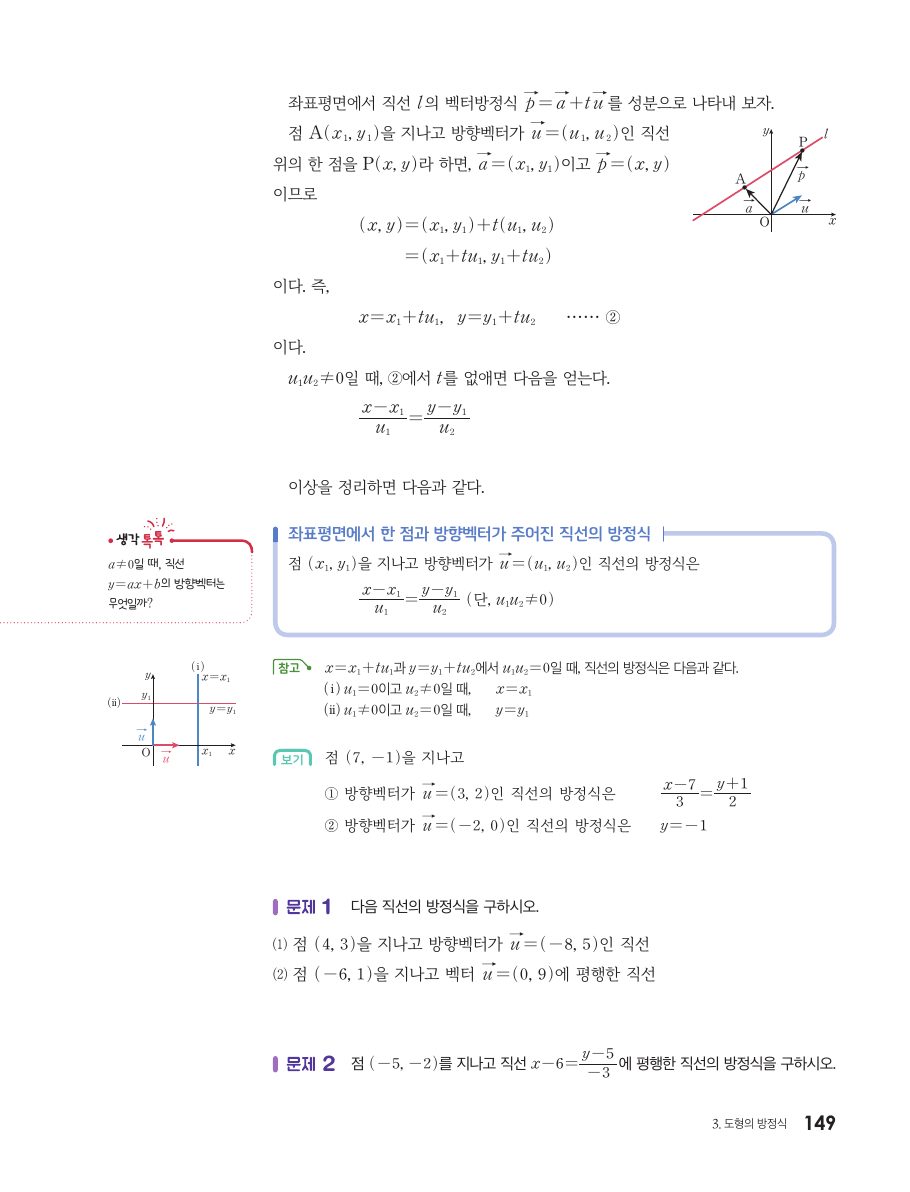 좌표평면에서 직선 l의 벡터방정식 p⃗=a⃗+tu⃗를 성분으로 나타내 보자.
점 A(x₁, y₁)을 지나고 방향벡터가 u⃗=(u₁, u₂)인 직선
위의 한 점을 P(x, y)라 하면, a⃗=(x₁, y₁)이고 p⃗=(x, y)
이므로
(x, y)=(x₁, y₁)+t(u₁, u₂)
=(x₁+tu₁, y₁+tu₂)
이다. 즉,
x=x₁+tu₁, y=y₁+tu₂ …… ②
이다.
u₁u₂≠0일 때, ②에서 t를 없애면 다음을 얻는다.
(x-x₁)/u₁=(y-y₁)/u₂
y
P
l
A
p⃗
a⃗
u⃗
O
x
이상을 정리하면 다음과 같다.
생각 톡톡
a≠0일 때, 직선
y=ax+b의 방향벡터는
무엇일까?
좌표평면에서 한 점과 방향벡터가 주어진 직선의 방정식
점 (x₁, y₁)을 지나고 방향벡터가 u⃗=(u₁, u₂)인 직선의 방정식은
(x-x₁)/u₁=(y-y₁)/u₂ (단, u₁u₂≠0)
(ⅰ)
y
x=x₁
(ⅱ)
y₁
y=y₁
u⃗
O
u⃗
x₁
x
참고 x=x₁+tu₁과 y=y₁+tu₂에서 u₁u₂=0일 때, 직선의 방정식은 다음과 같다.
(ⅰ) u₁=0이고 u₂≠0일 때, x=x₁
(ⅱ) u₁≠0이고 u₂=0일 때, y=y₁
보기 점 (7, -1)을 지나고
① 방향벡터가 u⃗=(3, 2)인 직선의 방정식은 (x-7)/3=(y+1)/2
② 방향벡터가 u⃗=(-2, 0)인 직선의 방정식은 y=-1
문제 1 다음 직선의 방정식을 구하시오.
⑴ 점 (4, 3)을 지나고 방향벡터가 u⃗=(-8, 5)인 직선
⑵ 점 (-6, 1)을 지나고 벡터 u⃗=(0, 9)에 평행한 직선
문제 2 점 (-5, -2)를 지나고 직선 x-6=(y-5)/-3에 평행한 직선의 방정식을 구하시오.
3. 도형의 방정식 149